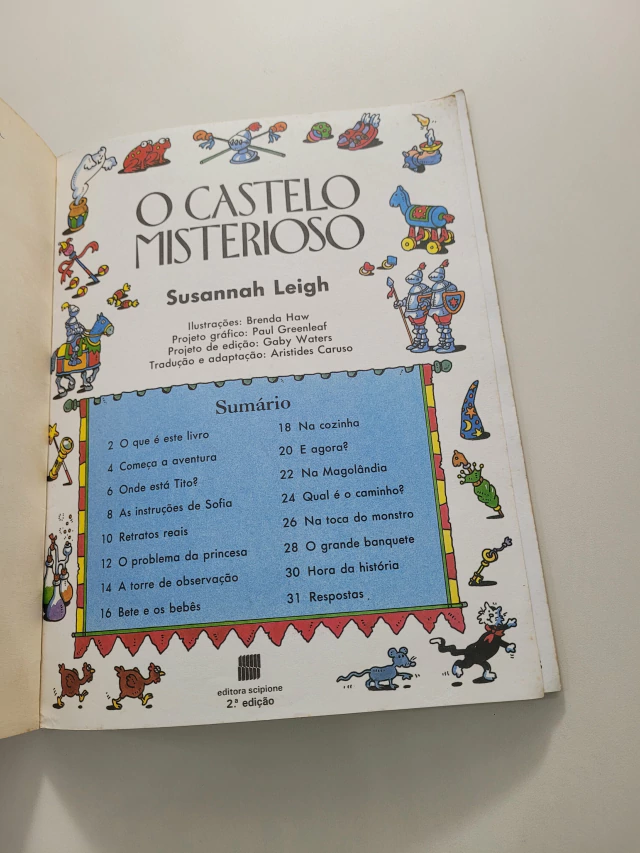 O CASTELO
MISTERIOSO
Susannah Leigh
Ilustrações: Brenda Haw
Projeto gráfico: Paul Greenleaf
Projeto de edição: Gaby Waters
Tradução e adaptação: Aristides Caruso
Sumário
2 O que é este livro
4 Começa a aventura
6 Onde está Tito?
8 As instruções de Sofia
10 Retratos reais
12 O problema da princesa
14 A torre de observação
16 Bete e os bebês
18 Na cozinha
20 E agora?
22 Na Magolândia
24 Qual é o caminho?
26 Na toca do monstro
28 O grande banquete
30 Hora da história
31 Respostas
editora scipione
2.ª edição